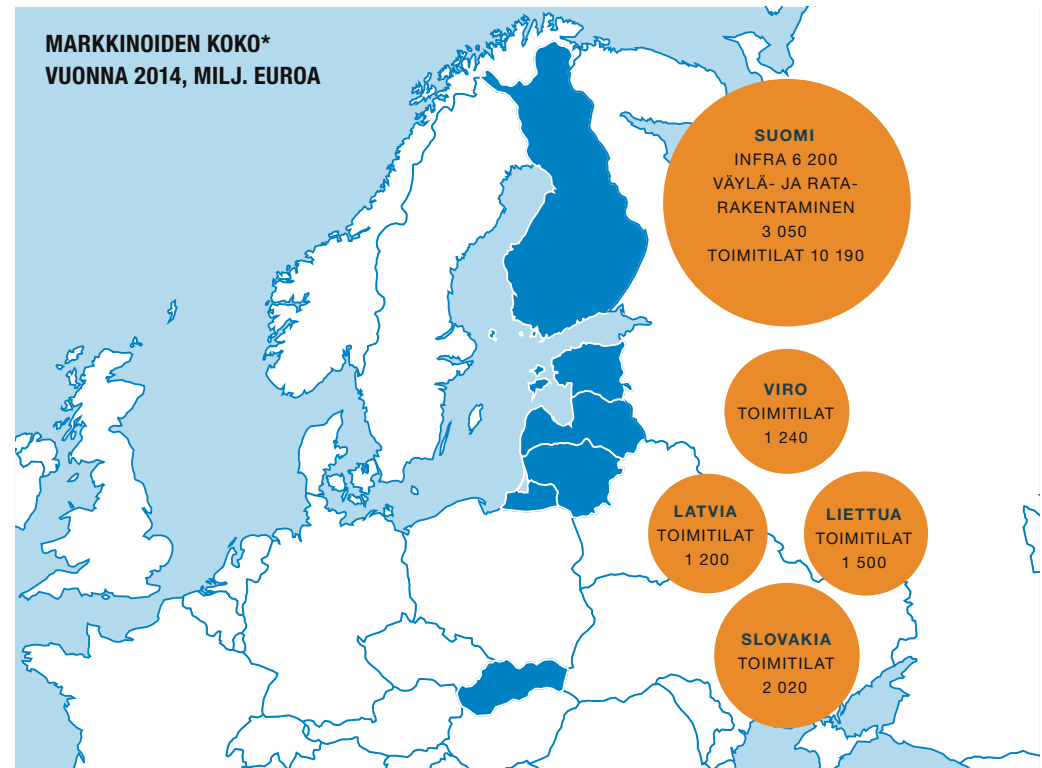 MARKKINOIDEN KOKO*
VUONNA 2014, MILJ. EUROA
SUOMI
INFRA 6 200
VÄYLÄ- JA RATA-
RAKENTAMINEN
3 050
TOIMITILAT 10 190
VIRO
TOIMITILAT
1 240
LATVIA
TOIMITILAT
1 200
LIETTUA
TOIMITILAT
1 500
SLOVAKIA
TOIMITILAT
2 020